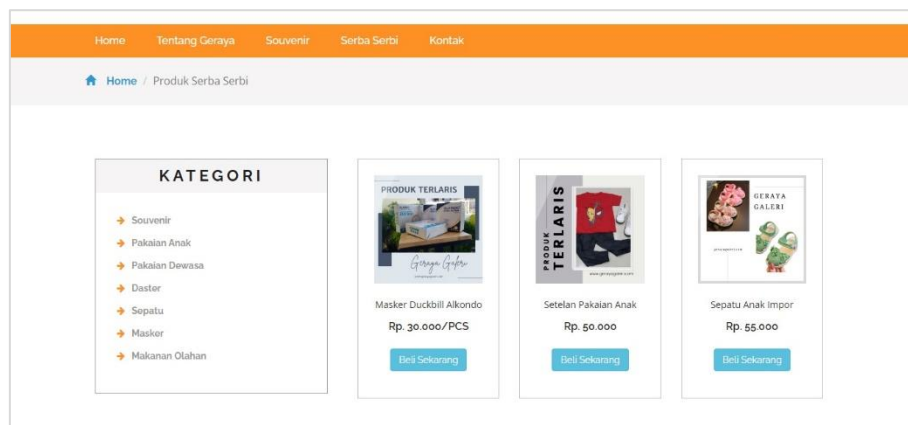 Home Tentang Geraya Souvenir Serba Serbi Kontak
Home / Produk Serba Serbi
KATEGORI
Souvenir
Pakaian Anak
Pakaian Dewasa
Daster
Sepatu
Masker
Makanan Olahan
PRODUK TERLARIS
Geraya Galeri
Masker Duckbill Alkondo
Rp. 30.000/PCS
Beli Sekarang
PRODUK
TERLARIS
Setelan Pakaian Anak
Rp. 50.000
Beli Sekarang
GERAYA
GALERI
Sepatu Anak Impor
Rp. 55.000
Beli Sekarang